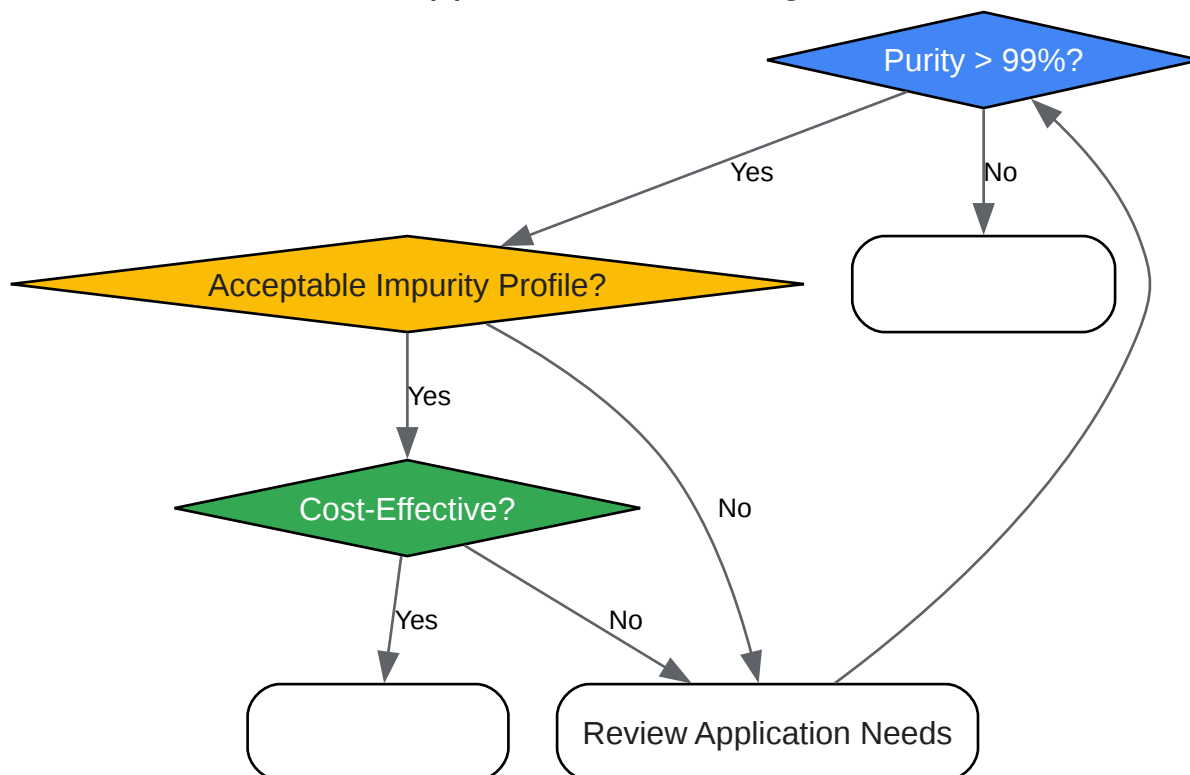 Purity > 99%?
Yes
No
Acceptable Impurity Profile?
Yes
Cost-Effective?
No
Yes
No
Review Application Needs